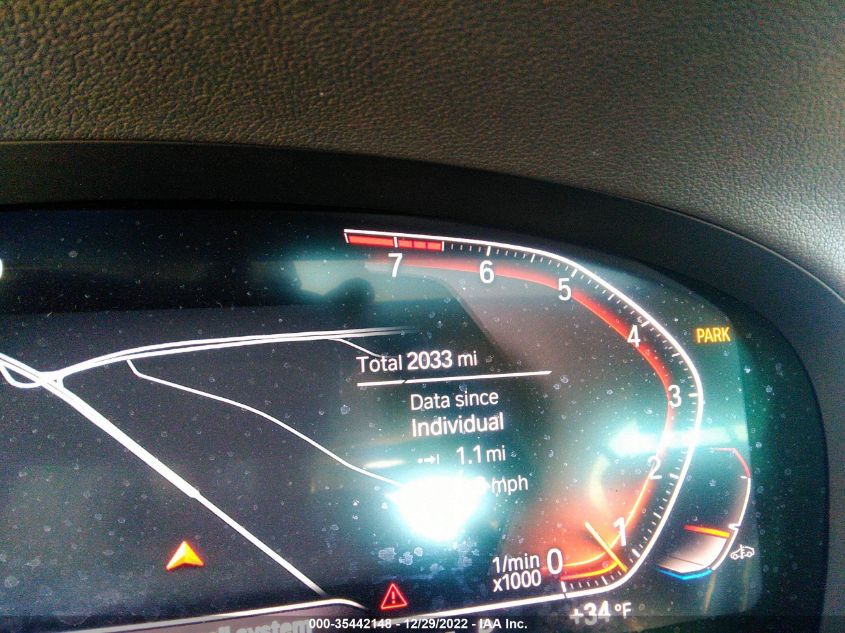 7
6
5
PARK
4
Total 2033 mi
3
Data since
Individual
1.1 mi
2
mph
1
1/min 0
x1000
+34°F
system
000-35442148 - 12/29/2022 - IAA Inc.